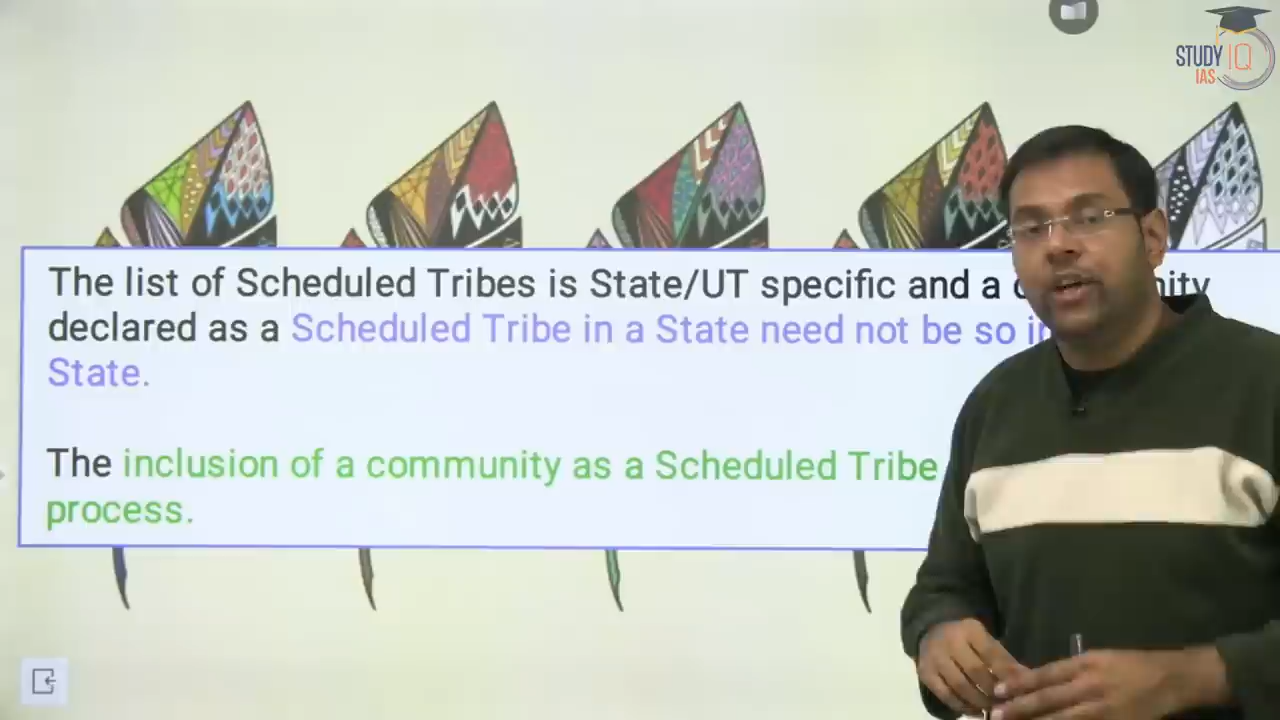 STUDY IQ
IAS
The list of Scheduled Tribes is State/UT specific and a
declared as a Scheduled Tribe in a State need not be so
State.
The inclusion of a community as a Scheduled Tribe
process.